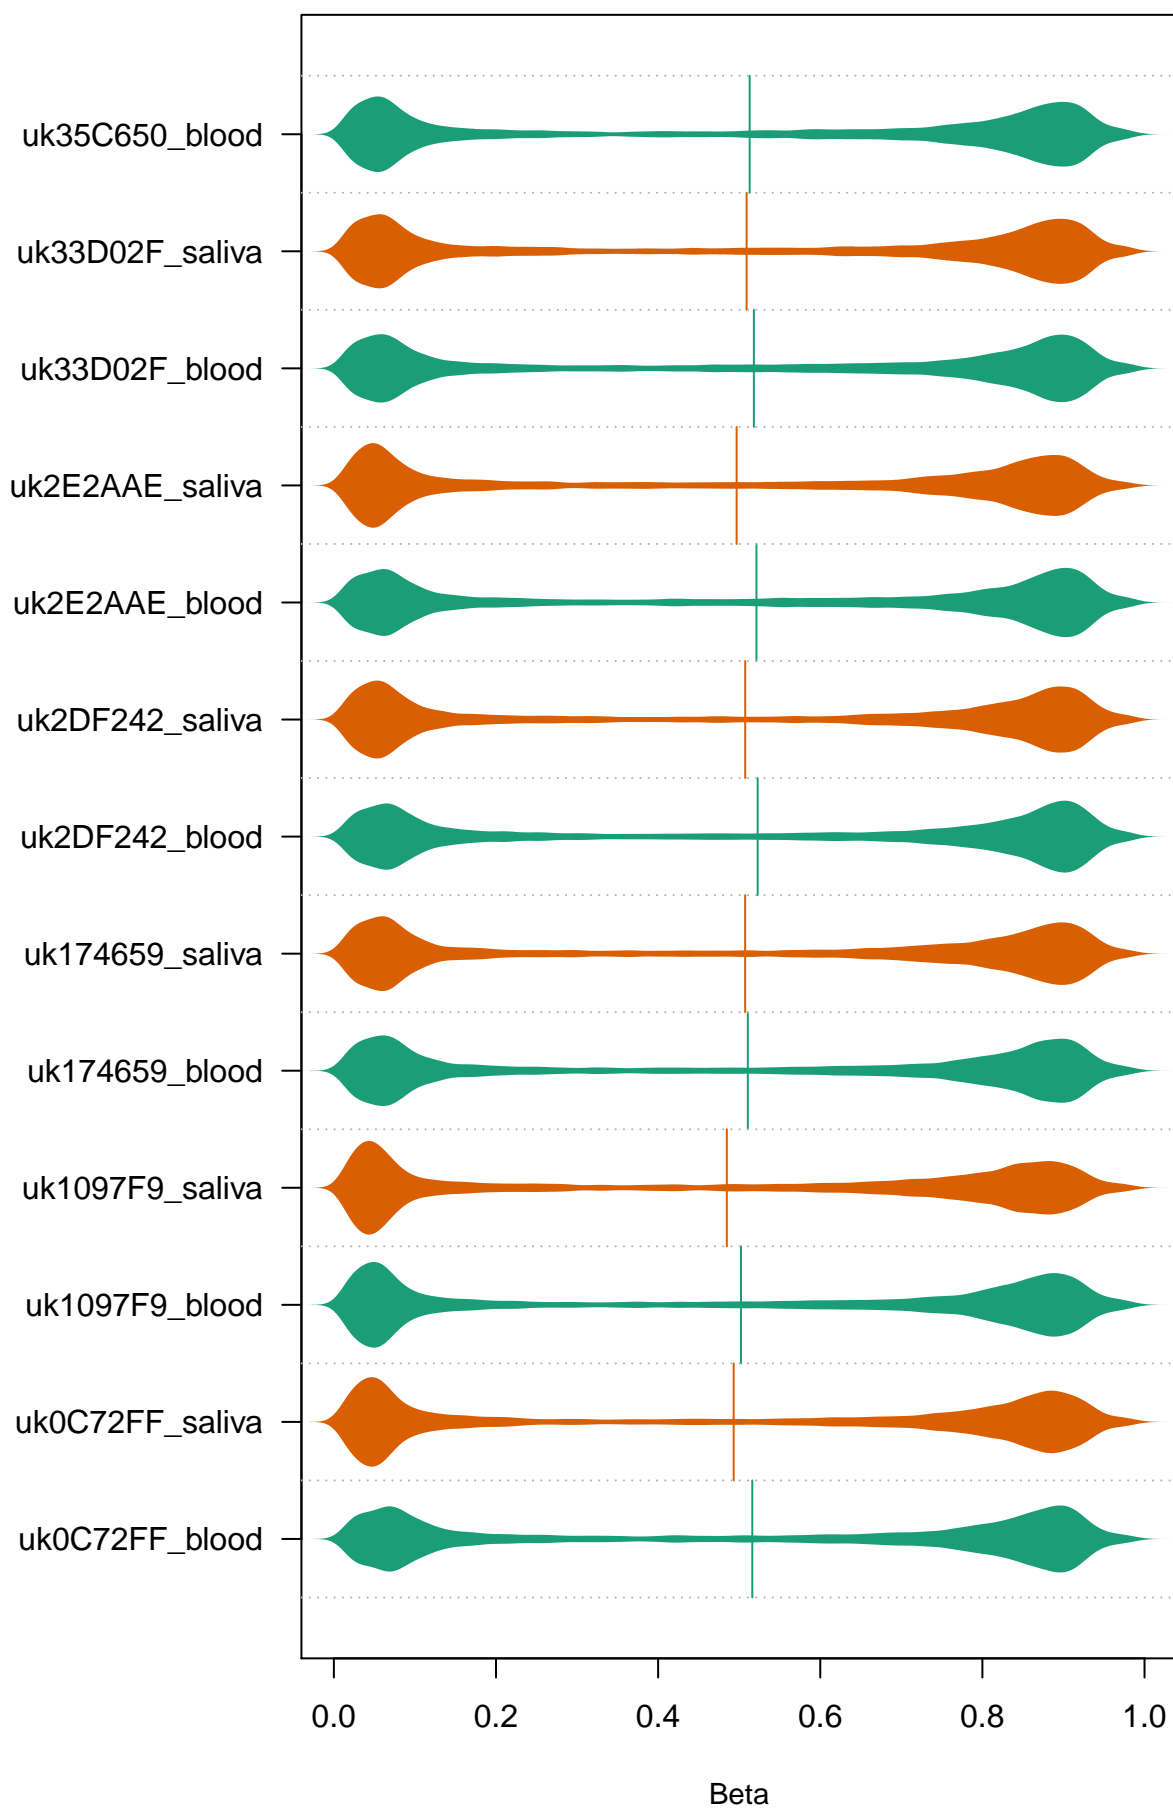 uk35C650_blood
uk33D02F_saliva
uk33D02F_blood
uk2E2AAE_saliva
uk2E2AAE_blood
uk2DF242_saliva
uk2DF242_blood
uk174659_saliva
uk174659_blood
uk1097F9_saliva
uk1097F9_blood
uk0C72FF_saliva
uk0C72FF_blood
0.0 0.2 0.4 0.6 0.8 1.0
Beta